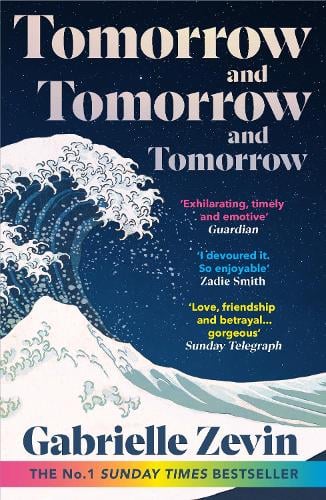 Tomorrow
and
Tomorrow
and
Tomorrow
‘Exhilarating, timely
and emotive’
Guardian
‘I devoured it.
So enjoyable’
Zadie Smith
‘Love, friendship
and betrayal...
gorgeous‘
Sunday Telegraph
Gabrielle Zevin
THE No.1 SUNDAY TIMES BESTSELLER